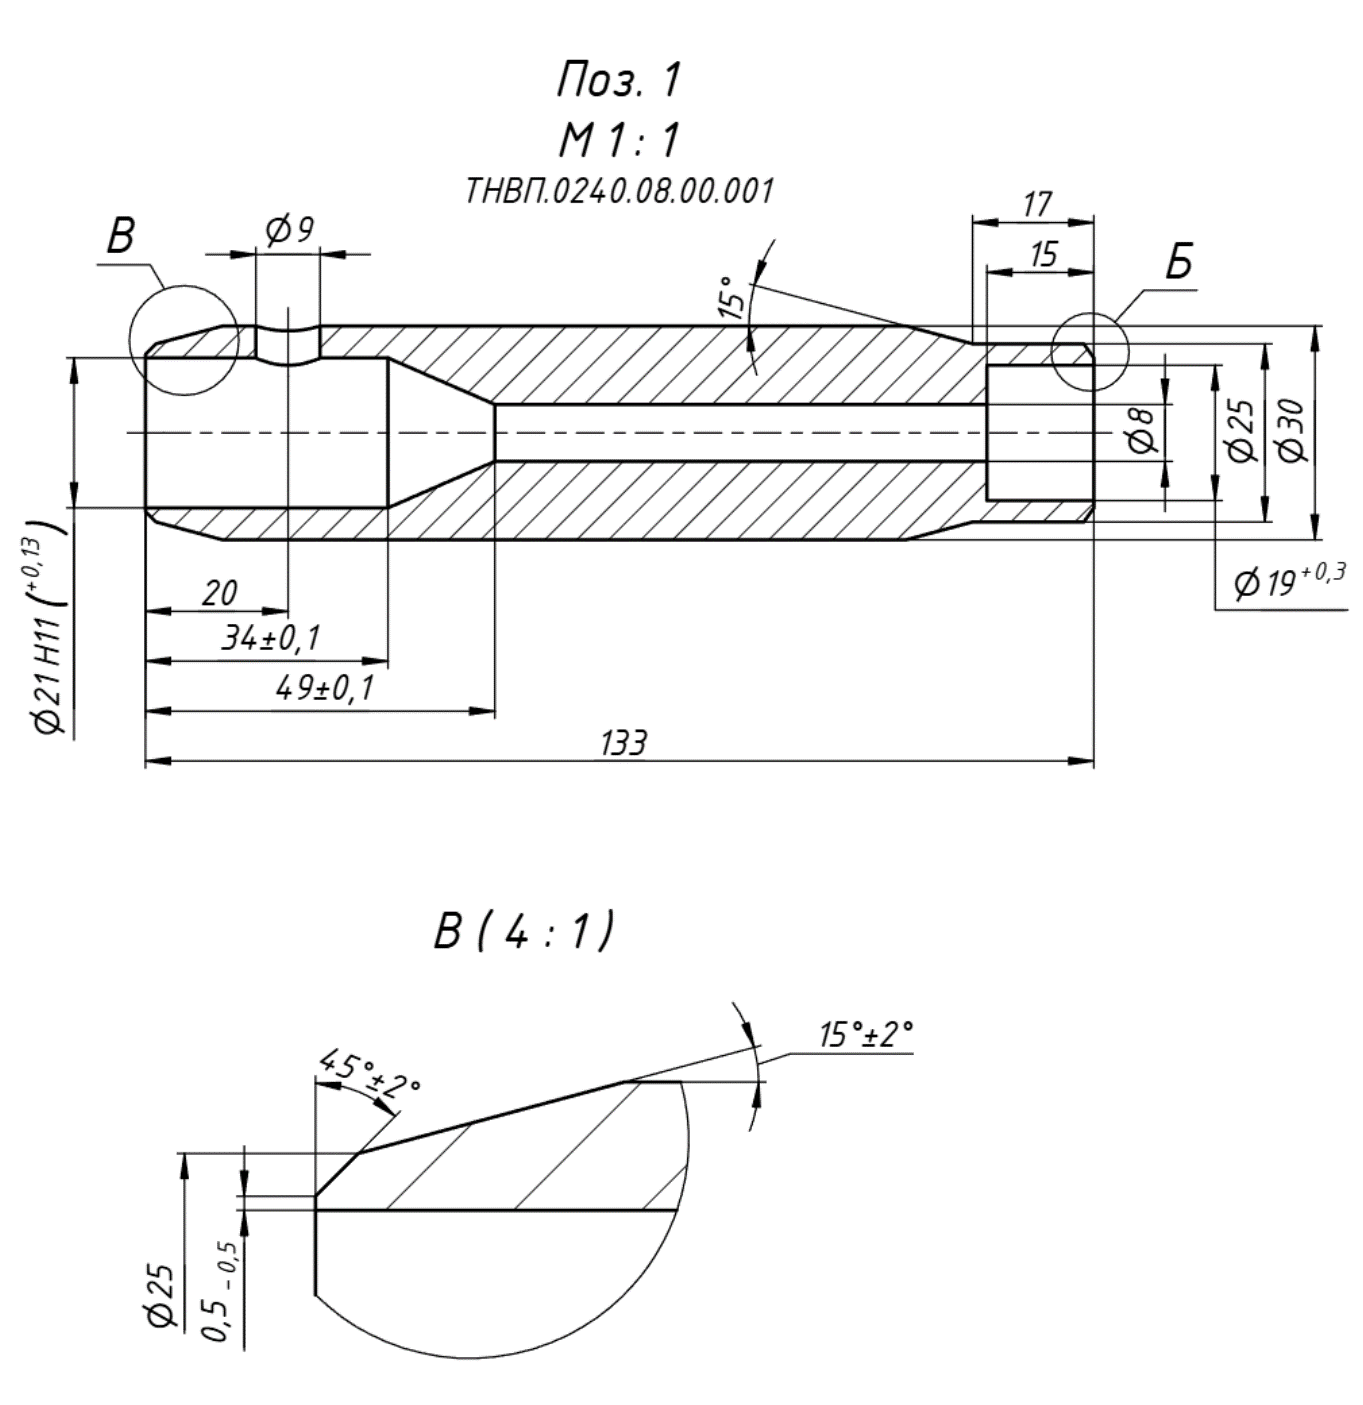 Поз. 1
М 1 : 1
ТНВП.0240.08.00.001
В
Ø9
17
15
Б
15°
Ø8
Ø25
Ø30
Ø19 +0,3
Ø21 H11 (+0,13)
20
34±0,1
49±0,1
133
В ( 4 : 1 )
45°±2°
15°±2°
Ø25
0,5 -0,5